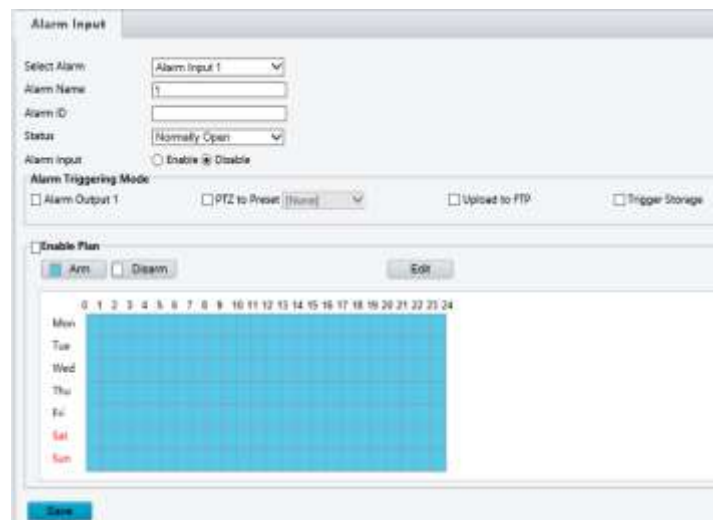 Alarm Input
Select Alarm Alarm Input 1
Alarm Name 1
Alarm ID
Status Normally Open
Alarm Input Enable Disable
Alarm Triggering Mode
Alarm Output 1 PTZ to Preset [None] Upload to FTP Trigger Storage
Enable Plan
Arm Disarm Edit
0 1 2 3 4 5 6 7 8 9 10 11 12 13 14 15 16 17 18 19 20 21 22 23 24
Mon
Tue
Wed
Thu
Fri
Sat
Sun
Save